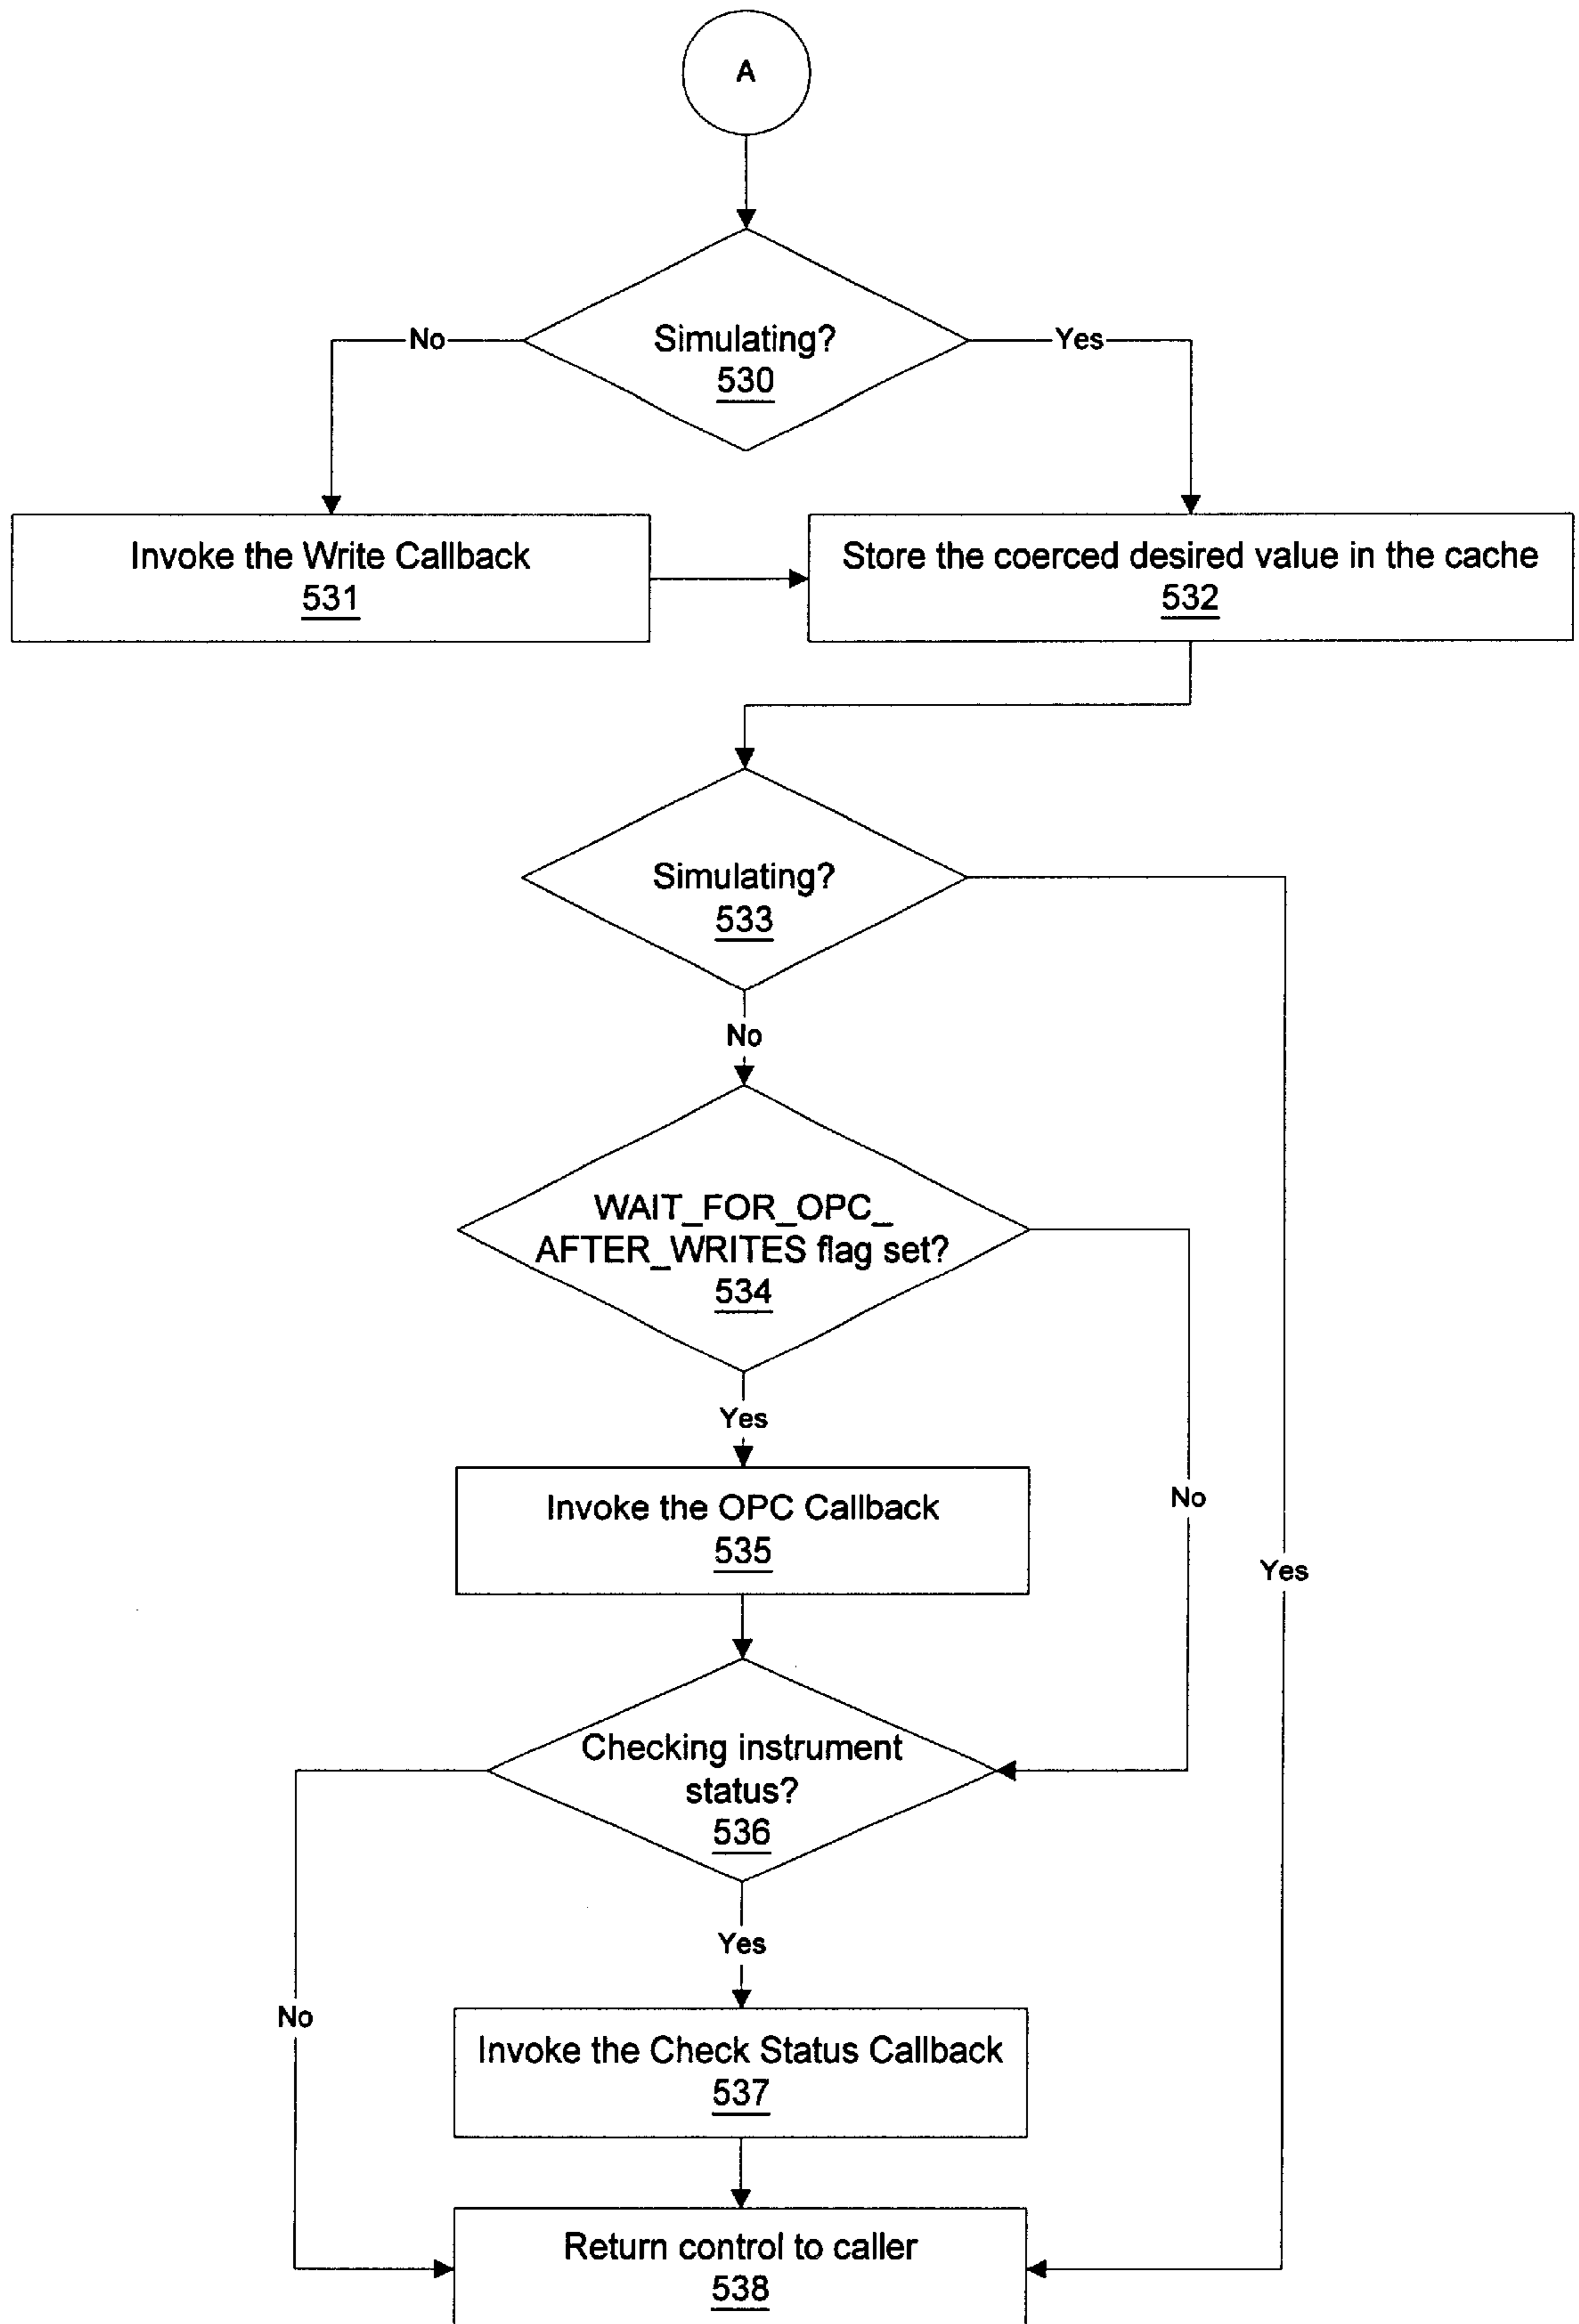 A
Simulating?
530
No
Yes
Invoke the Write Callback
531
Store the coerced desired value in the cache
532
Simulating?
533
No
WAIT_FOR_OPC_
AFTER_WRITES flag set?
534
Yes
Invoke the OPC Callback
535
No
Yes
Checking instrument
status?
536
Yes
No
Invoke the Check Status Callback
537
Return control to caller
538